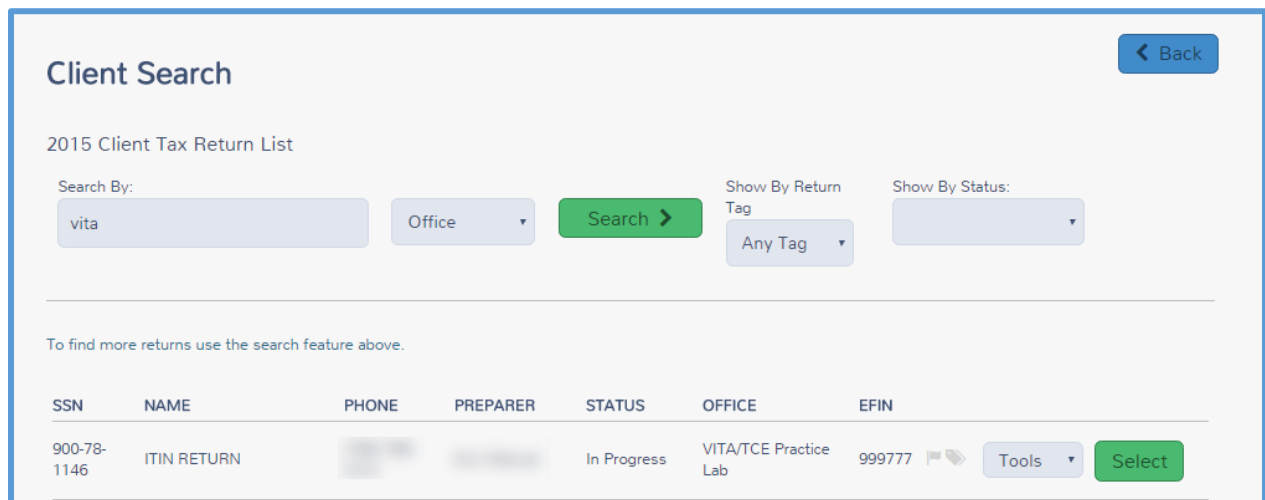 Back
Client Search
2015 Client Tax Return List
Search By:
Show By Return
Tag
Show By Status:
vita
Office
Search
Any Tag
To find more returns use the search feature above.
SSN NAME PHONE PREPARER STATUS OFFICE EFIN
900-78-
1146
ITIN RETURN
In Progress
VITA/TCE Practice
Lab
999777
Tools
Select